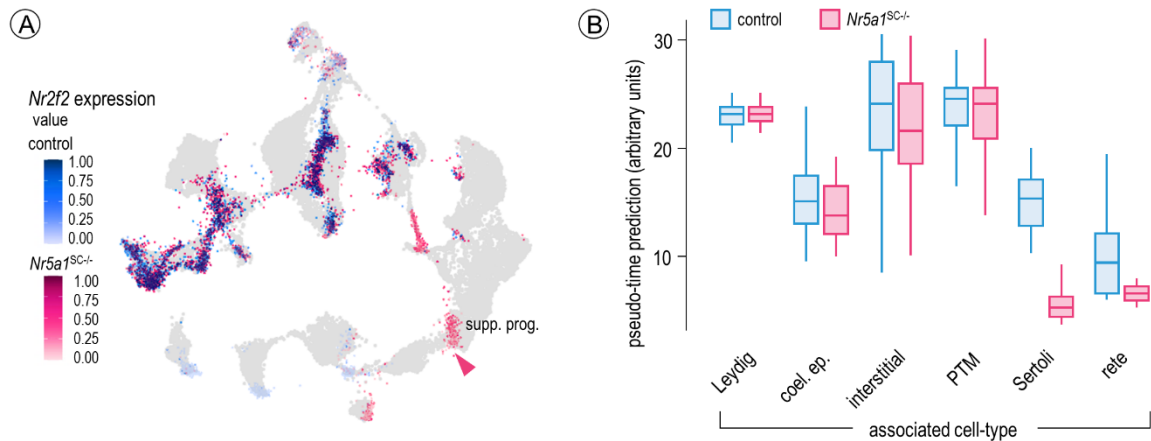 A
Nr2f2 expression
value
control
1.00
0.75
0.50
0.25
0.00
Nr5a1SC-/-
1.00
0.75
0.50
0.25
0.00
supp. prog.
B
control
Nr5a1SC-/-
pseudo-time prediction (arbitrary units)
30
20
10
Leydig
coel. ep.
interstitial
PTM
Sertoli
rete
associated cell-type